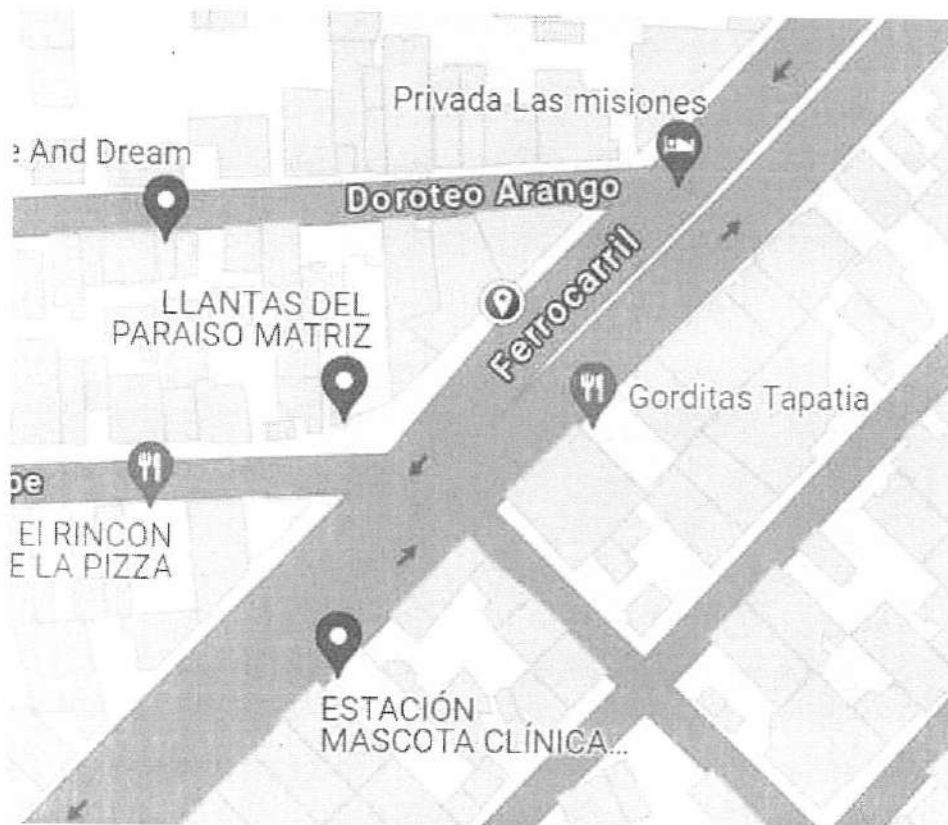 Privada Las misiones
And Dream
Doroteo Arango
Ferrocarril
LLANTAS DEL
PARAISO MATRIZ
Gorditas Tapatia
El RINCON
E LA PIZZA
ESTACIÓN
MASCOTA CLÍNICA...